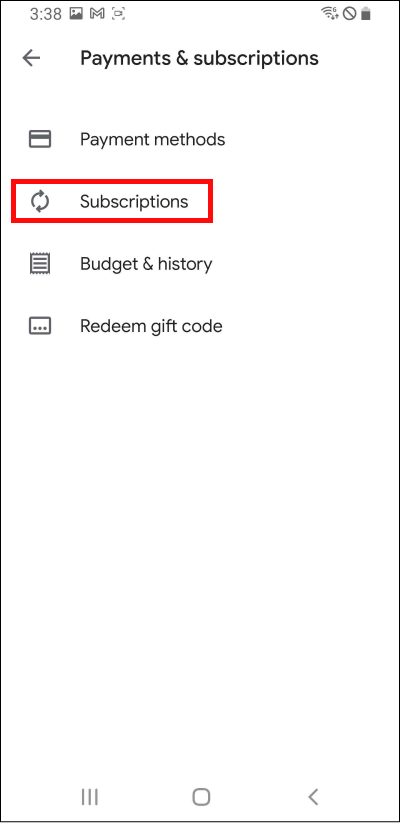 3:38
Payments & subscriptions
Payment methods
Subscriptions
Budget & history
Redeem gift code